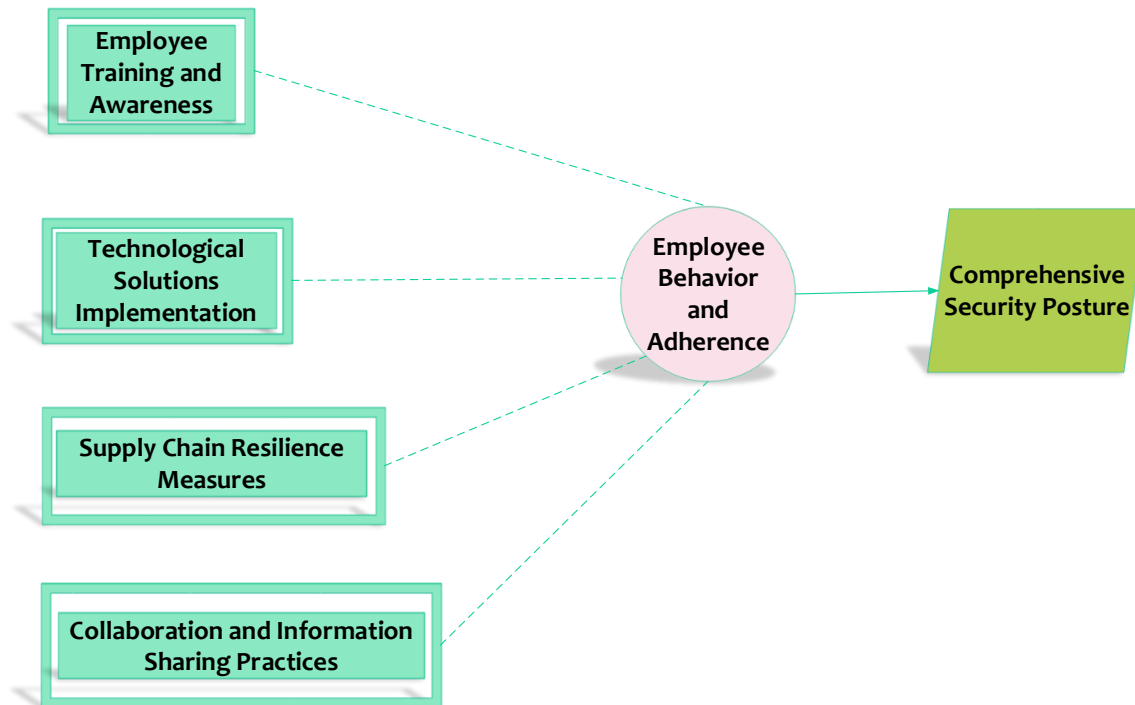 Employee
Training and
Awareness
Technological
Solutions
Implementation
Supply Chain Resilience
Measures
Collaboration and Information
Sharing Practices
Employee
Behavior
and
Adherence
Comprehensive
Security Posture